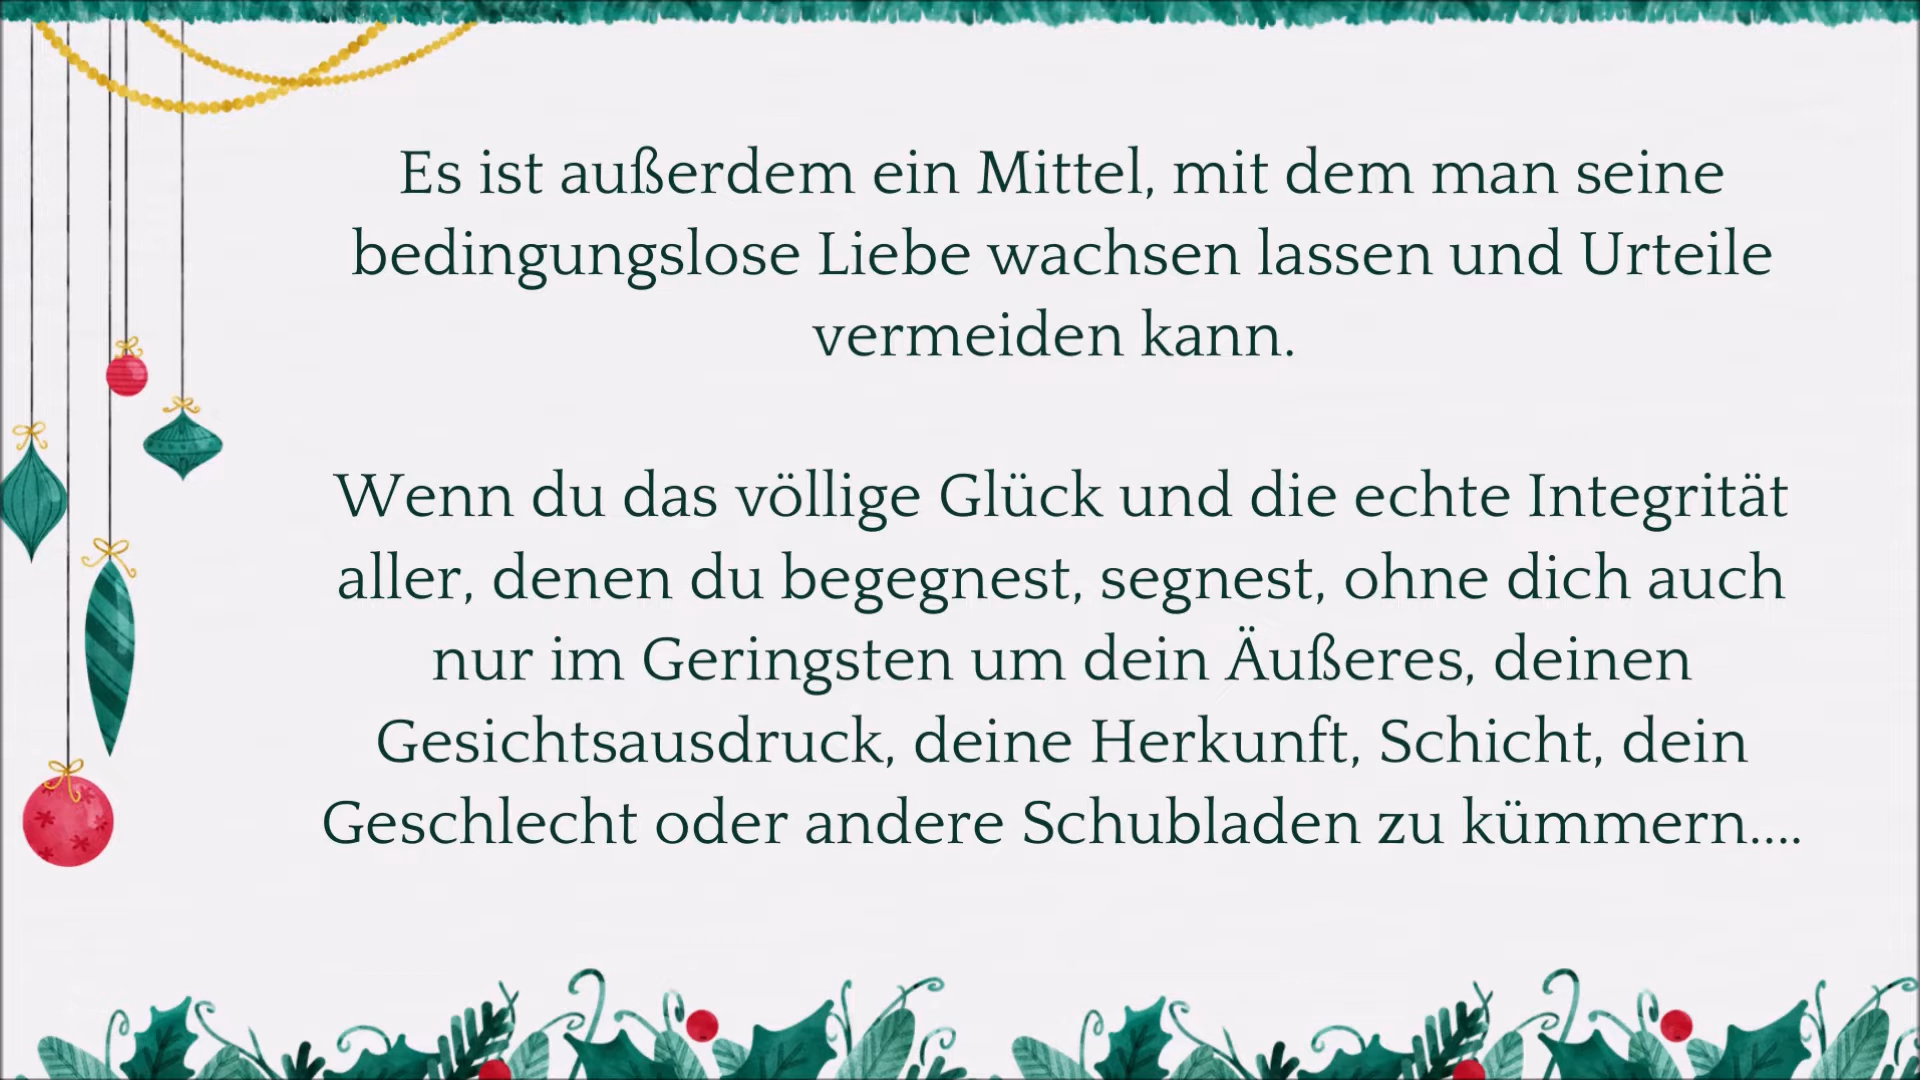 Es ist außerdem ein Mittel, mit dem man seine
bedingungslose Liebe wachsen lassen und Urteile
vermeiden kann.
Wenn du das völlige Glück und die echte Integrität
aller, denen du begegnest, segnest, ohne dich auch
nur im Geringsten um dein Äußeres, deinen
Gesichtsausdruck, deine Herkunft, Schicht, dein
Geschlecht oder andere Schubladen zu kümmern....